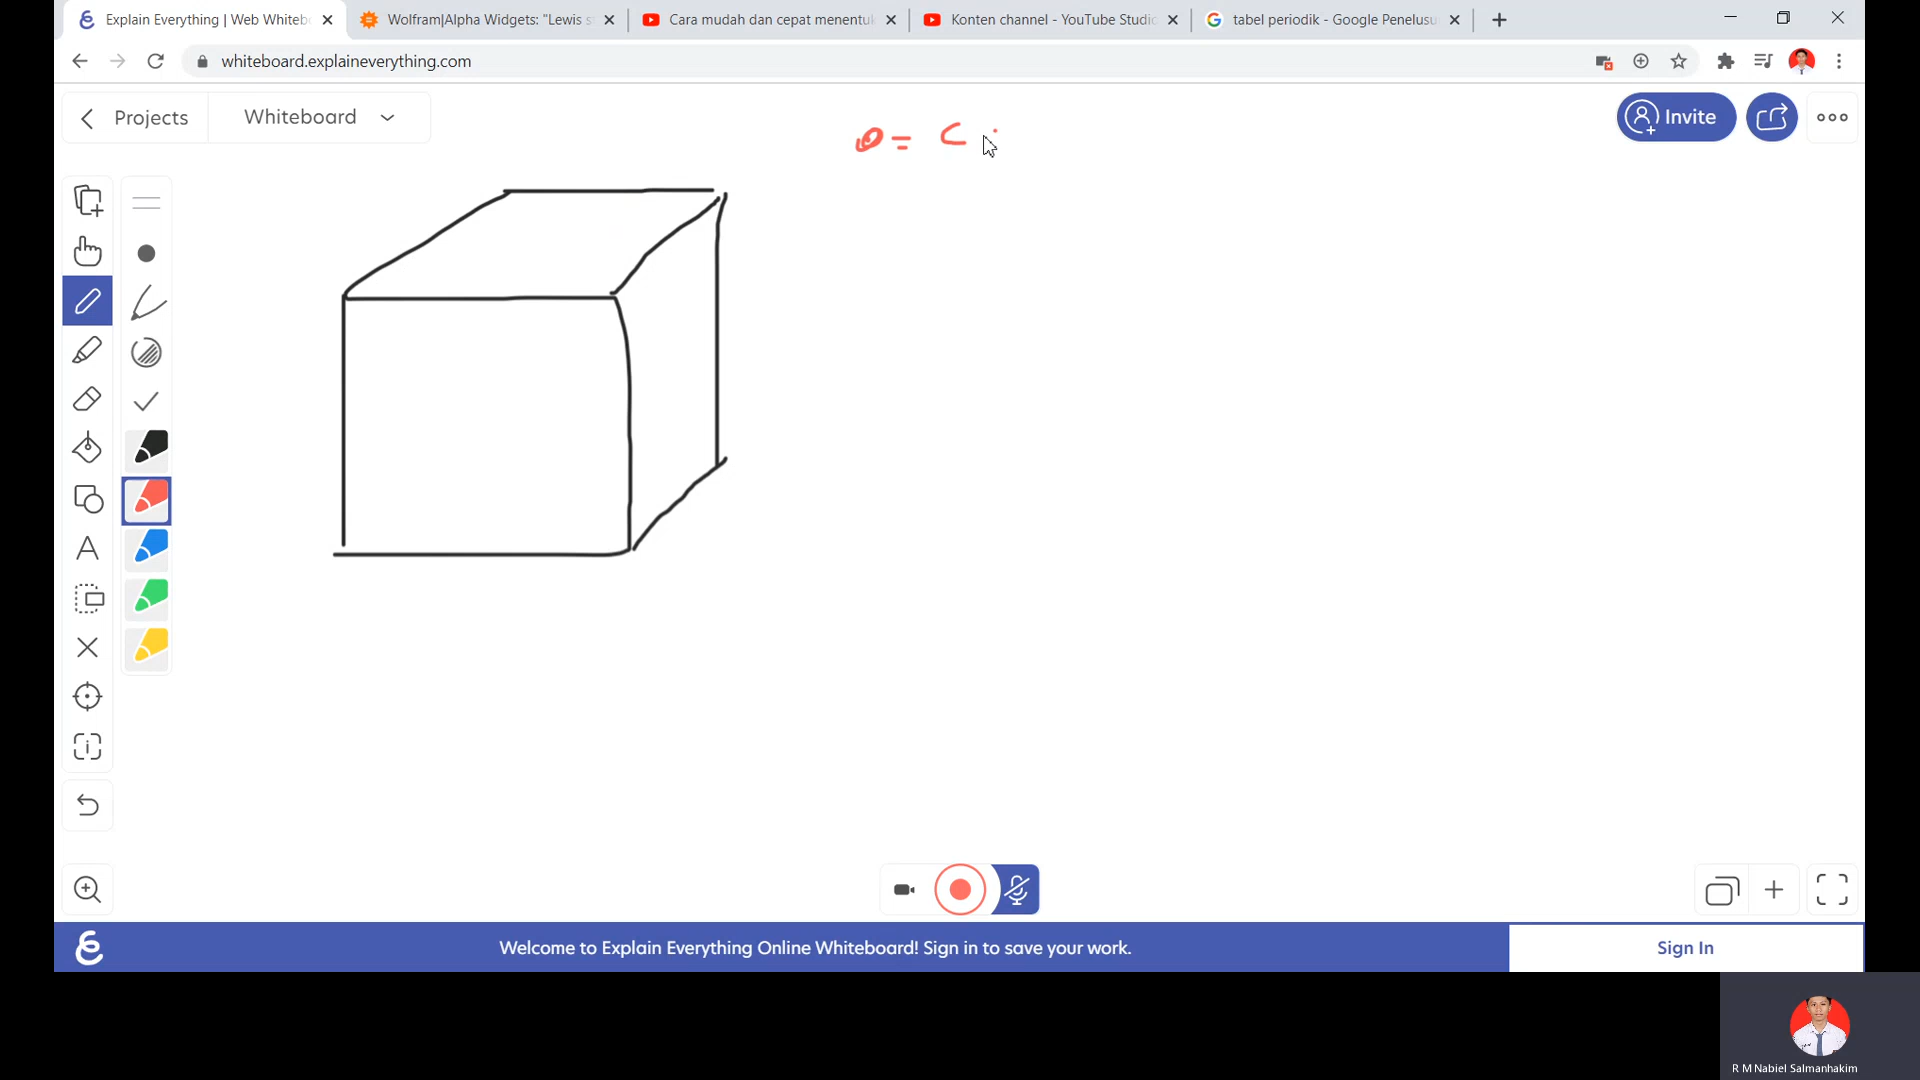 Explain Everything | Web Whitebo
Wolfram|Alpha Widgets: "Lewis s
Cara mudah dan cepat menentuk
Konten channel - YouTube Studio
tabel periodik - Google Penelusu
whiteboard.explaineverything.com
Projects
Whiteboard
Invite
= C
A
Welcome to Explain Everything Online Whiteboard! Sign in to save your work.
Sign In
R M Nabiel Salmanhakim